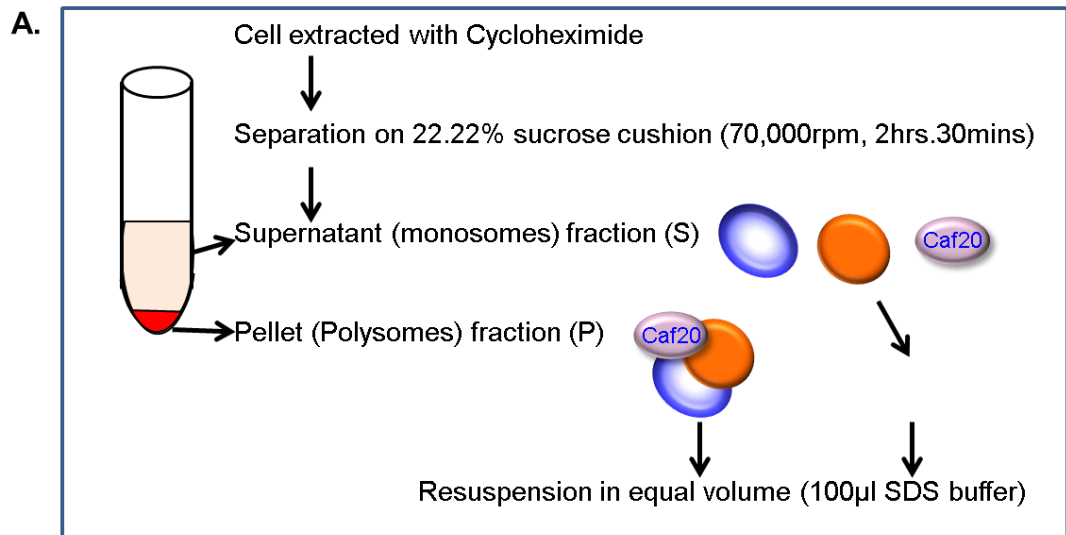 A.
Cell extracted with Cycloheximide
Separation on 22.22% sucrose cushion (70,000rpm, 2hrs.30mins)
Supernatant (monosomes) fraction (S)
Caf20
Pellet (Polysomes) fraction (P)
Caf20
Resuspension in equal volume (100µl SDS buffer)